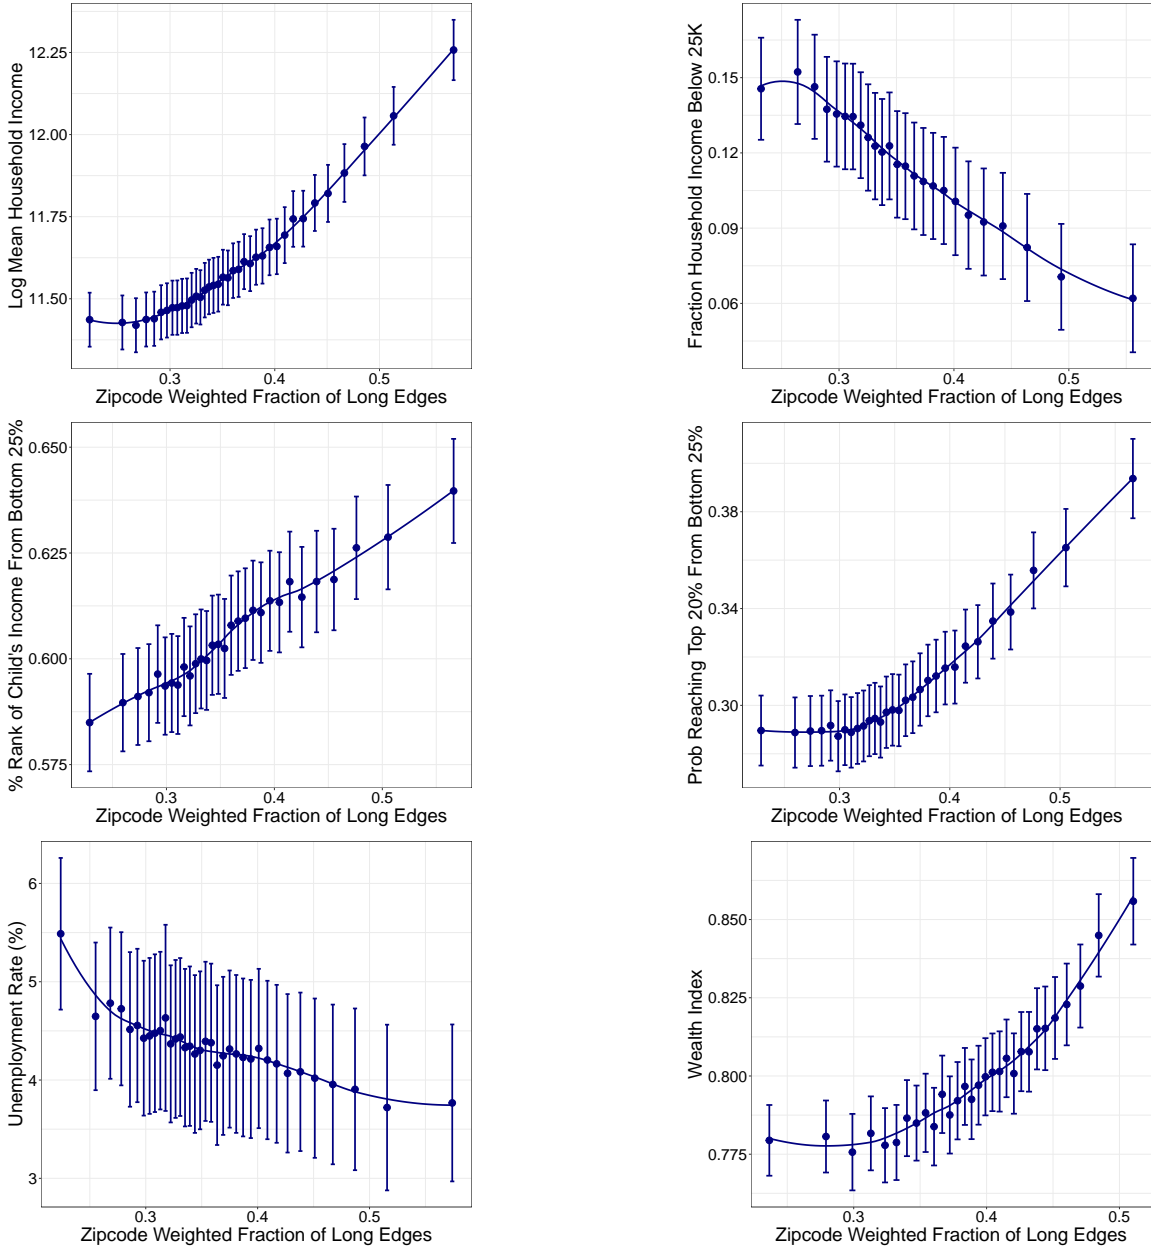 Log Mean Household Income
12.25
12.00
11.75
11.50
0.3 0.4 0.5
Zipcode Weighted Fraction of Long Edges
Fraction Household Income Below 25K
0.15
0.12
0.09
0.06
0.3 0.4 0.5
Zipcode Weighted Fraction of Long Edges
% Rank of Child's Income From Bottom 25%
0.650
0.625
0.600
0.575
0.3 0.4 0.5
Zipcode Weighted Fraction of Long Edges
Prob Reaching Top 20% From Bottom 25%
0.38
0.34
0.30
0.3 0.4 0.5
Zipcode Weighted Fraction of Long Edges
Unemployment Rate (%)
6
5
4
3
0.3 0.4 0.5
Zipcode Weighted Fraction of Long Edges
Wealth Index
0.850
0.825
0.800
0.775
0.3 0.4 0.5
Zipcode Weighted Fraction of Long Edges